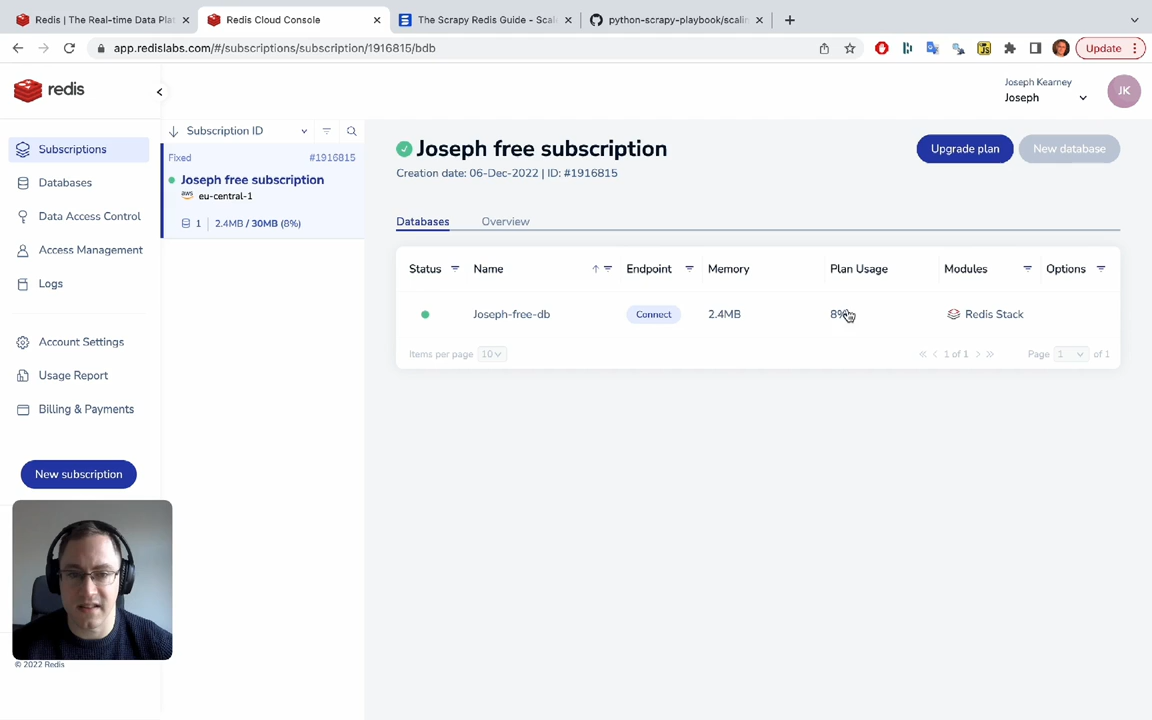 Redis | The Real-time Data Pla
Redis Cloud Console
The Scrapy Redis Guide - Scal
python-scrapy-playbook/scalin
app.redislabs.com/#/subscriptions/subscription/1916815/bdb
Update
redis
Joseph Kearney
Joseph
JK
Subscriptions
Databases
Data Access Control
Access Management
Logs
Account Settings
Usage Report
Billing & Payments
New subscription
© 2022 Redis
Subscription ID
Fixed #1916815
Joseph free subscription
aws eu-central-1
1 | 2.4MB / 30MB (8%)
Joseph free subscription
Creation date: 06-Dec-2022 | ID: #1916815
Upgrade plan
New database
Databases Overview
Status Name Endpoint Memory Plan Usage Modules Options
Joseph-free-db Connect 2.4MB 8% Redis Stack
Items per page 10 1 of 1 Page 1 of 1